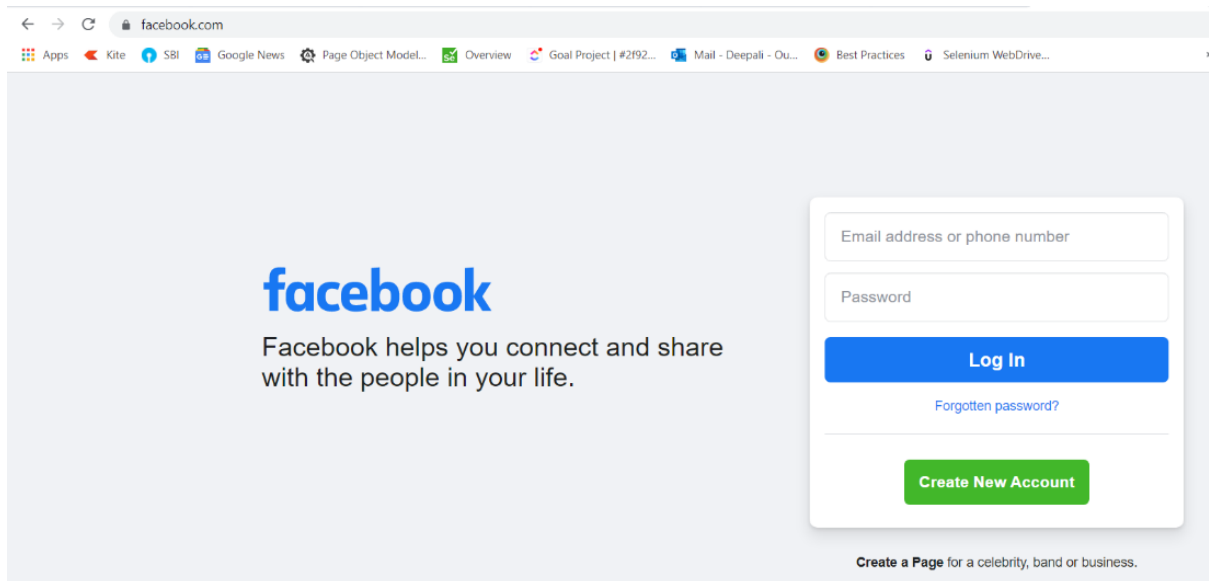 facebook.com
Apps Kite SBI Google News Page Object Model... Overview Goal Project | #2f92... Mail - Deepali - Ou... Best Practices Selenium WebDrive...
facebook
Facebook helps you connect and share
with the people in your life.
Email address or phone number
Password
Log In
Forgotten password?
Create New Account
Create a Page for a celebrity, band or business.